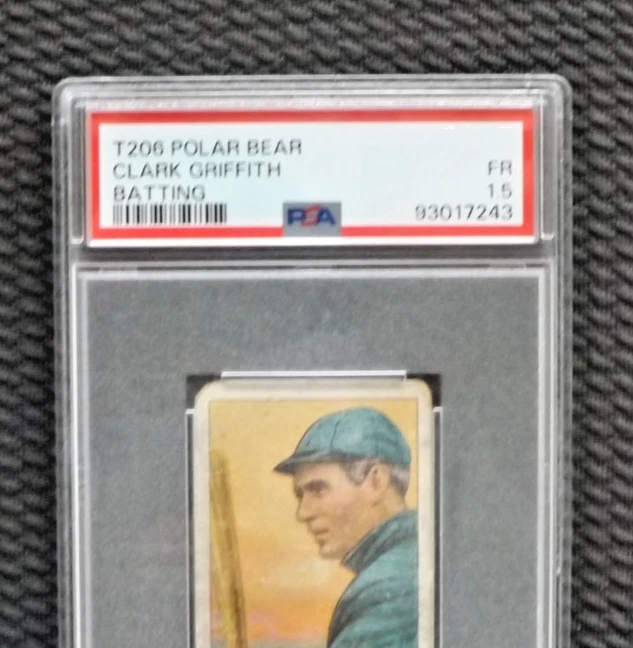 T206 POLAR BEAR
CLARK GRIFFITH FR
BATTING 1.5
PSA 93017243